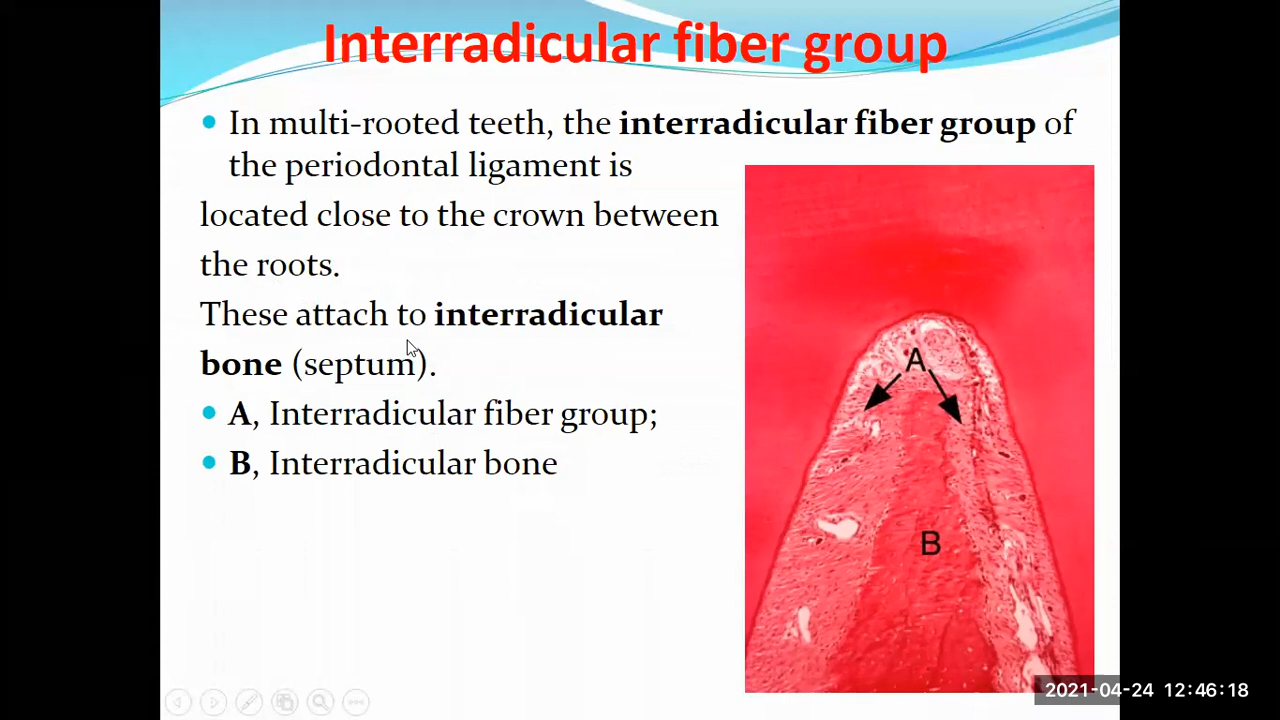 Interradicular fiber group
In multi-rooted teeth, the interradicular fiber group of
the periodontal ligament is
located close to the crown between
the roots.
These attach to interradicular
bone (septum).
A, Interradicular fiber group;
B, Interradicular bone
A
B
2021-04-24 12:46:18